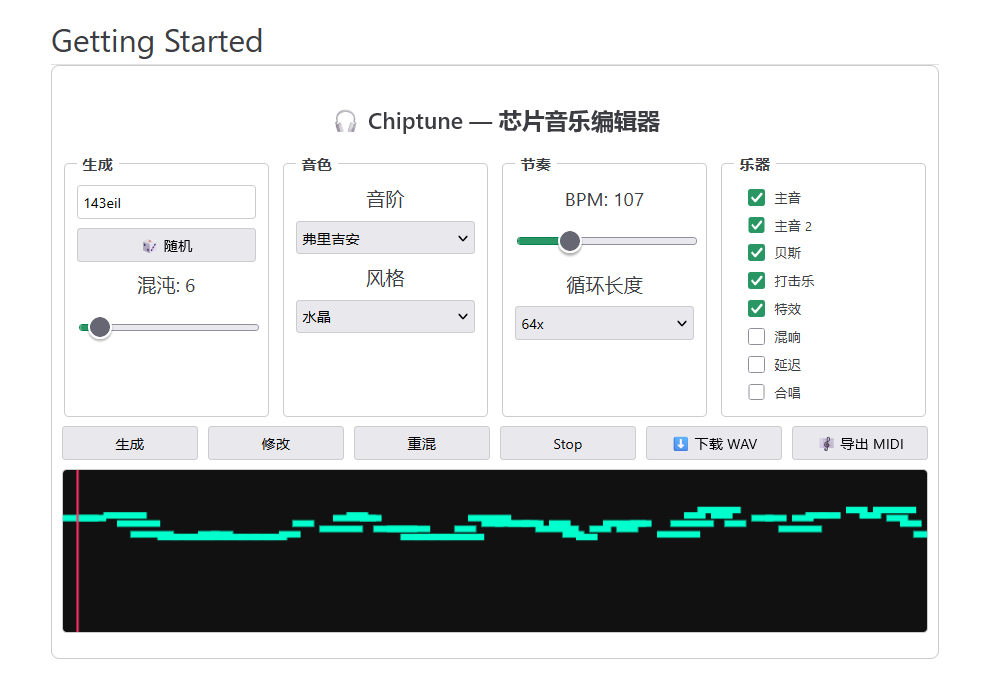 Getting Started
Chiptune — 芯片音乐编辑器
生成
143eil
随机
混沌: 6
音色
音阶
弗里吉安
风格
水晶
节奏
BPM: 107
循环长度
64x
乐器
主音
主音 2
贝斯
打击乐
特效
混响
延迟
合唱
生成
修改
重混
Stop
下载 WAV
导出 MIDI